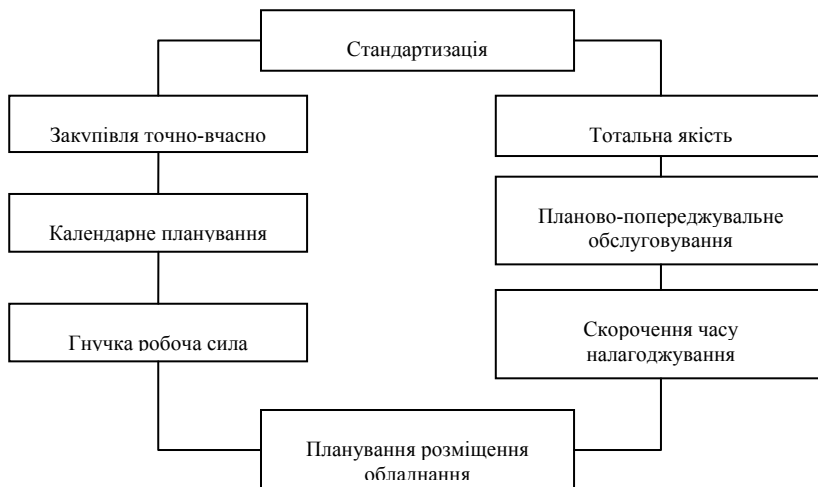 Стандартизація
Закупівля точно-вчасно
Тотальна якість
Календарне планування
Планово-попереджувальне
обслуговування
Гнучка робоча сила
Скорочення часу
налагоджування
Планування розміщення
обладнання